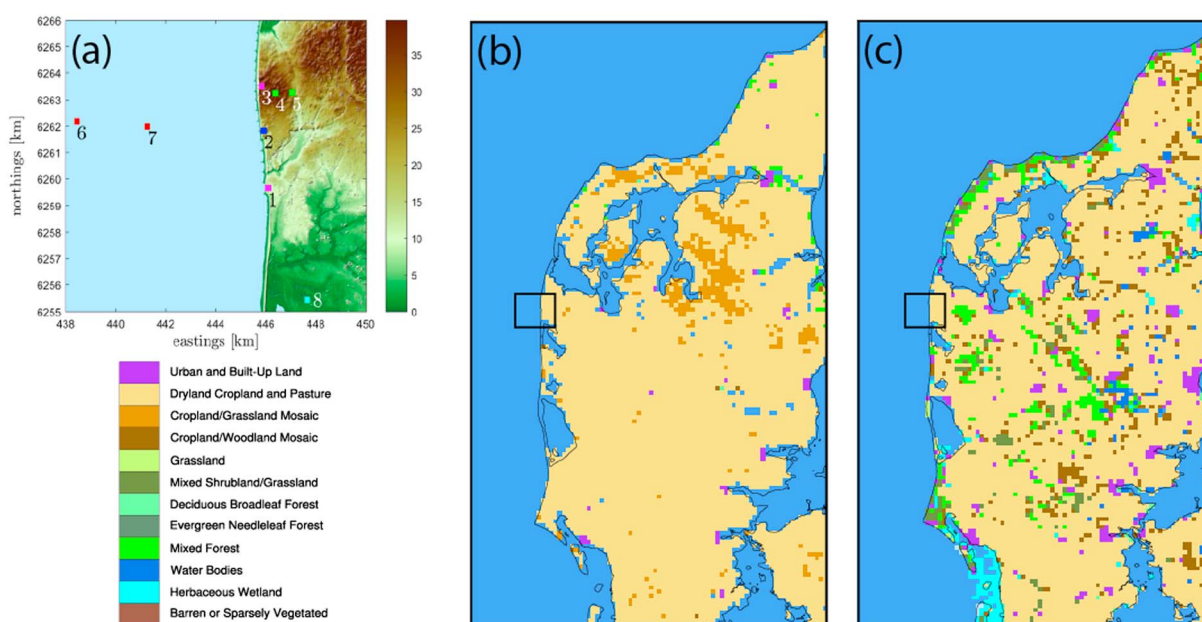 (a)
6266
6265
6264
6263
6262
6261
6260
6259
6258
6257
6256
6255
northings [km]
3
4
5
6
7
2
1
8
438 440 442 444 446 448 450
eastings [km]
35
30
25
20
15
10
5
0
Urban and Built-Up Land
Dryland Cropland and Pasture
Cropland/Grassland Mosaic
Cropland/Woodland Mosaic
Grassland
Mixed Shrubland/Grassland
Deciduous Broadleaf Forest
Evergreen Needleleaf Forest
Mixed Forest
Water Bodies
Herbaceous Wetland
Barren or Sparsely Vegetated
(b)
(c)